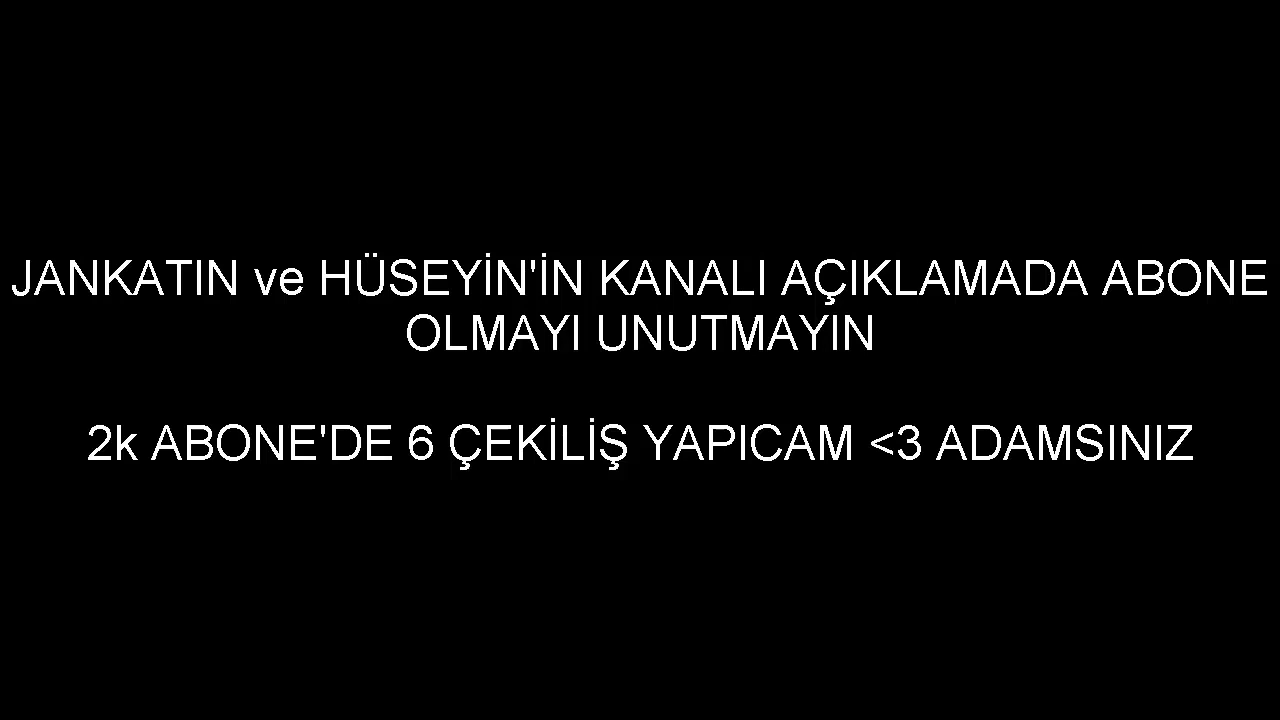 JANKATIN ve HÜSEYİN'İN KANALI AÇIKLAMADA ABONE
OLMAYI UNUTMAYIN
2k ABONE'DE 6 ÇEKİLİŞ YAPICAM <3 ADAMSINIZ